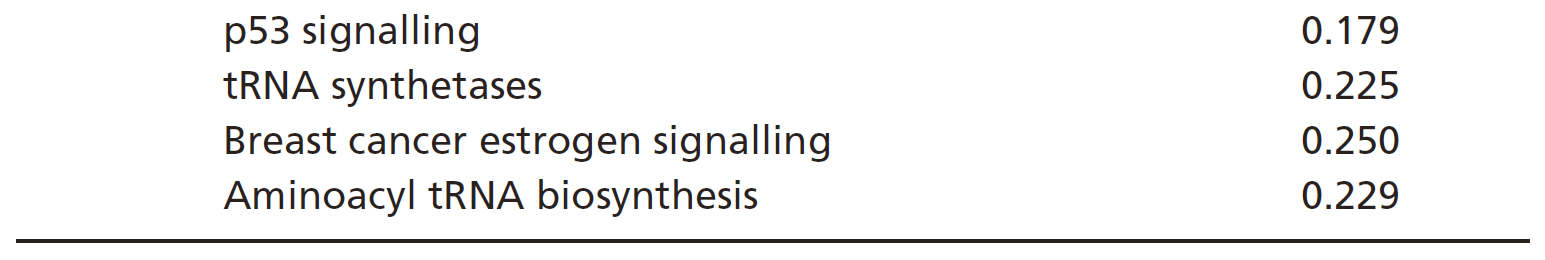 p53 signalling 0.179
tRNA synthetases 0.225
Breast cancer estrogen signalling 0.250
Aminoacyl tRNA biosynthesis 0.229